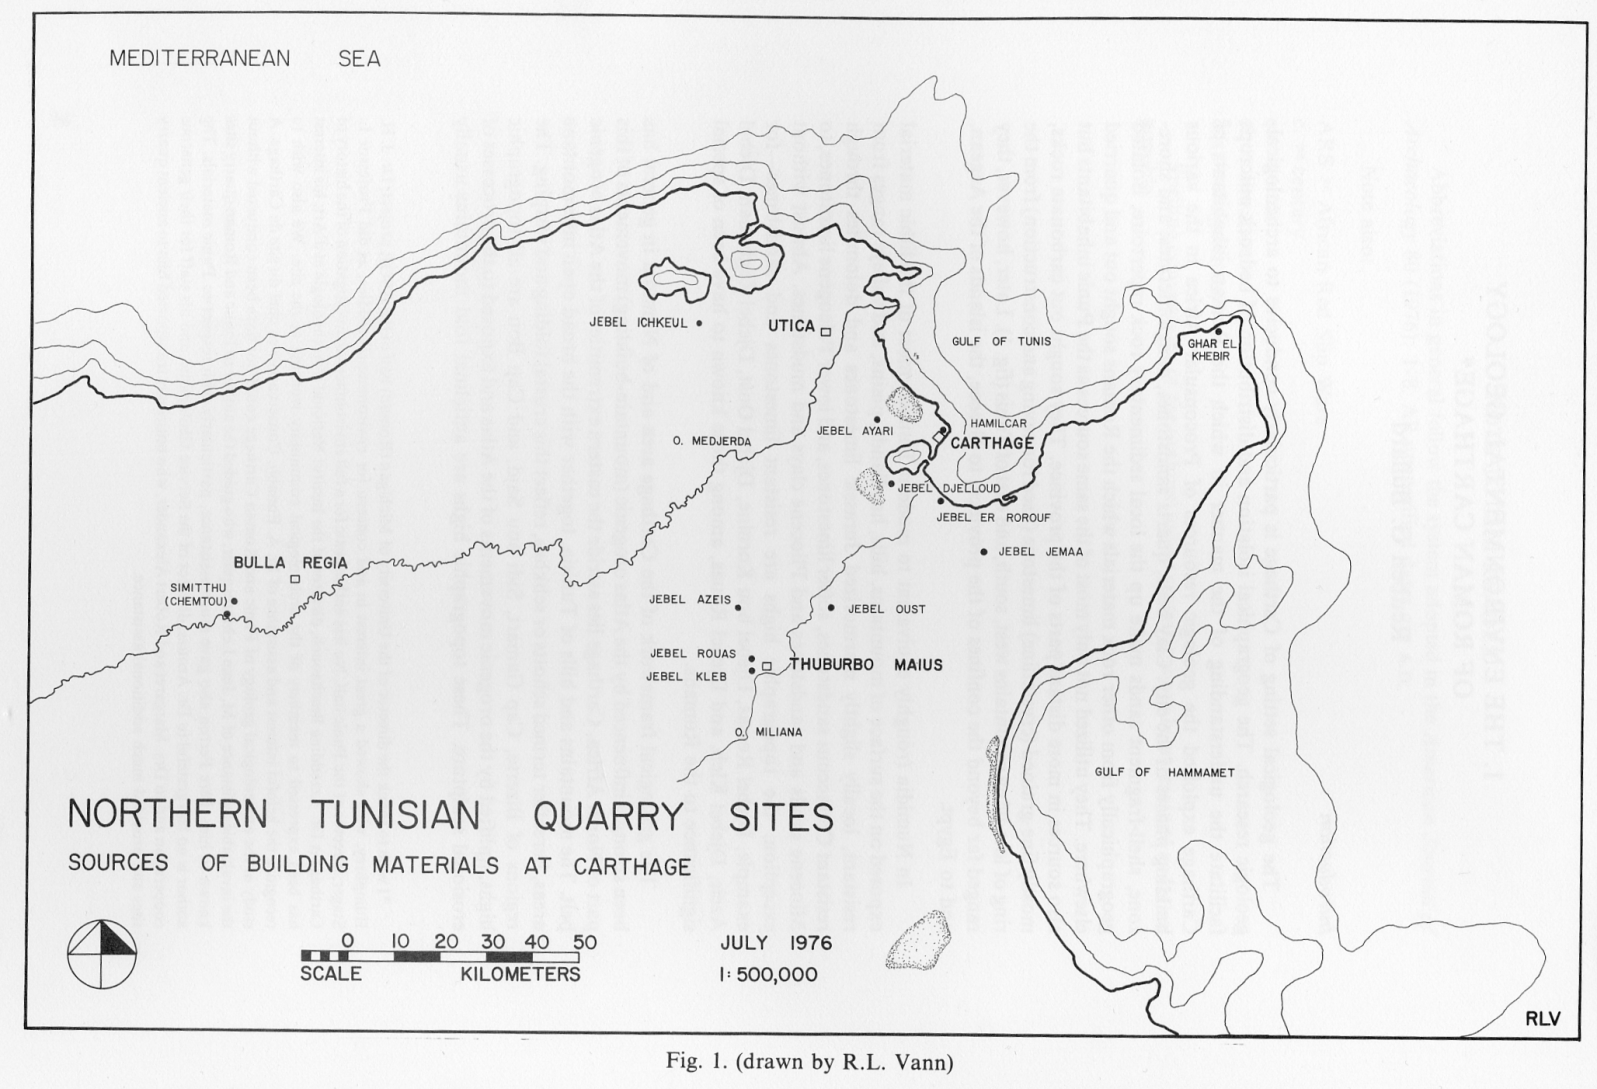 MEDITERRANEAN SEA
JEBEL ICHKEUL
UTICA
GULF OF TUNIS
GHAR EL
KHEBIR
JEBEL AYARI
HAMILCAR
CARTHAGE
O. MEDJERDA
JEBEL DJELLOUD
JEBEL ER ROROUF
JEBEL JEMAA
BULLA REGIA
SIMITTHU
(CHEMTOU)
JEBEL AZEIS
JEBEL OUST
JEBEL ROUAS
THUBURBO MAIUS
JEBEL KLEB
O. MILIANA
GULF OF HAMMAMET
NORTHERN TUNISIAN QUARRY SITES
SOURCES OF BUILDING MATERIALS AT CARTHAGE
0 10 20 30 40 50
SCALE KILOMETERS
JULY 1976
1:500,000
RLV
Fig. 1. (drawn by R.L. Vann)